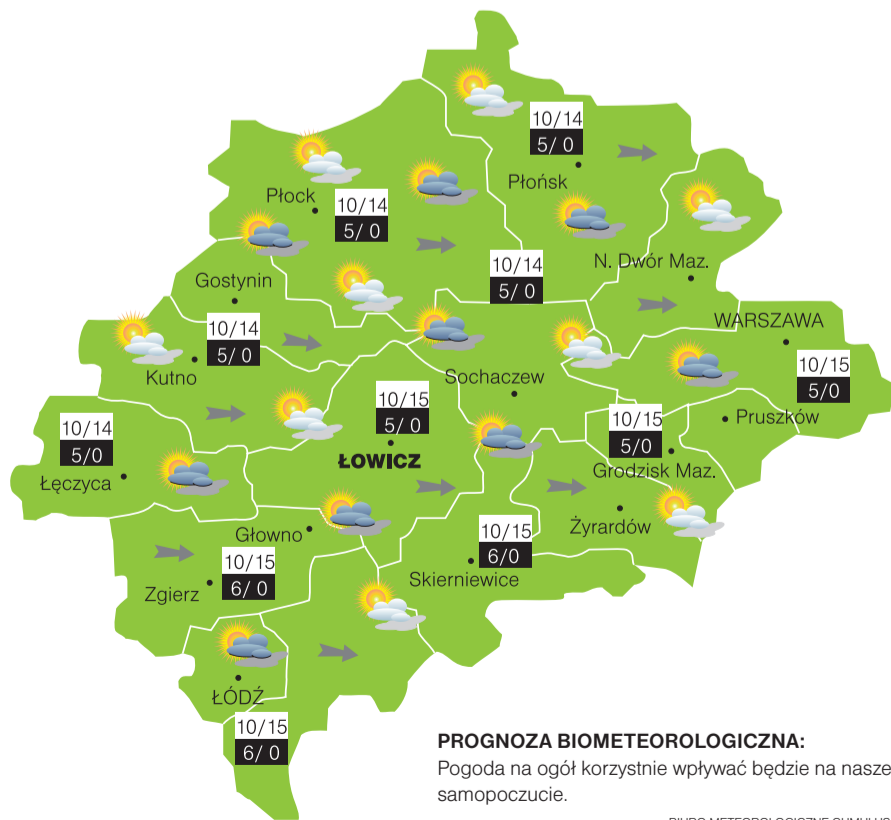 10/14
5/ 0
Płońsk
Płock
10/14
5/ 0
10/14
5/ 0
N. Dwór Maz.
Gostynin
10/14
5/ 0
Kutno
WARSZAWA
10/15
5/0
Sochaczew
10/15
5/ 0
ŁOWICZ
10/15
5/0
Pruszków
Grodzisk Maz.
10/14
5/0
Łęczyca
Żyrardów
Głowno
10/15
6/0
Skierniewice
10/15
6/ 0
Zgierz
ŁÓDŹ
10/15
6/ 0
PROGNOZA BIOMETEOROLOGICZNA:
Pogoda na ogół korzystnie wpływać będzie na nasze
samopoczucie.
BIURO METEOROLOGICZNE CUMULUS